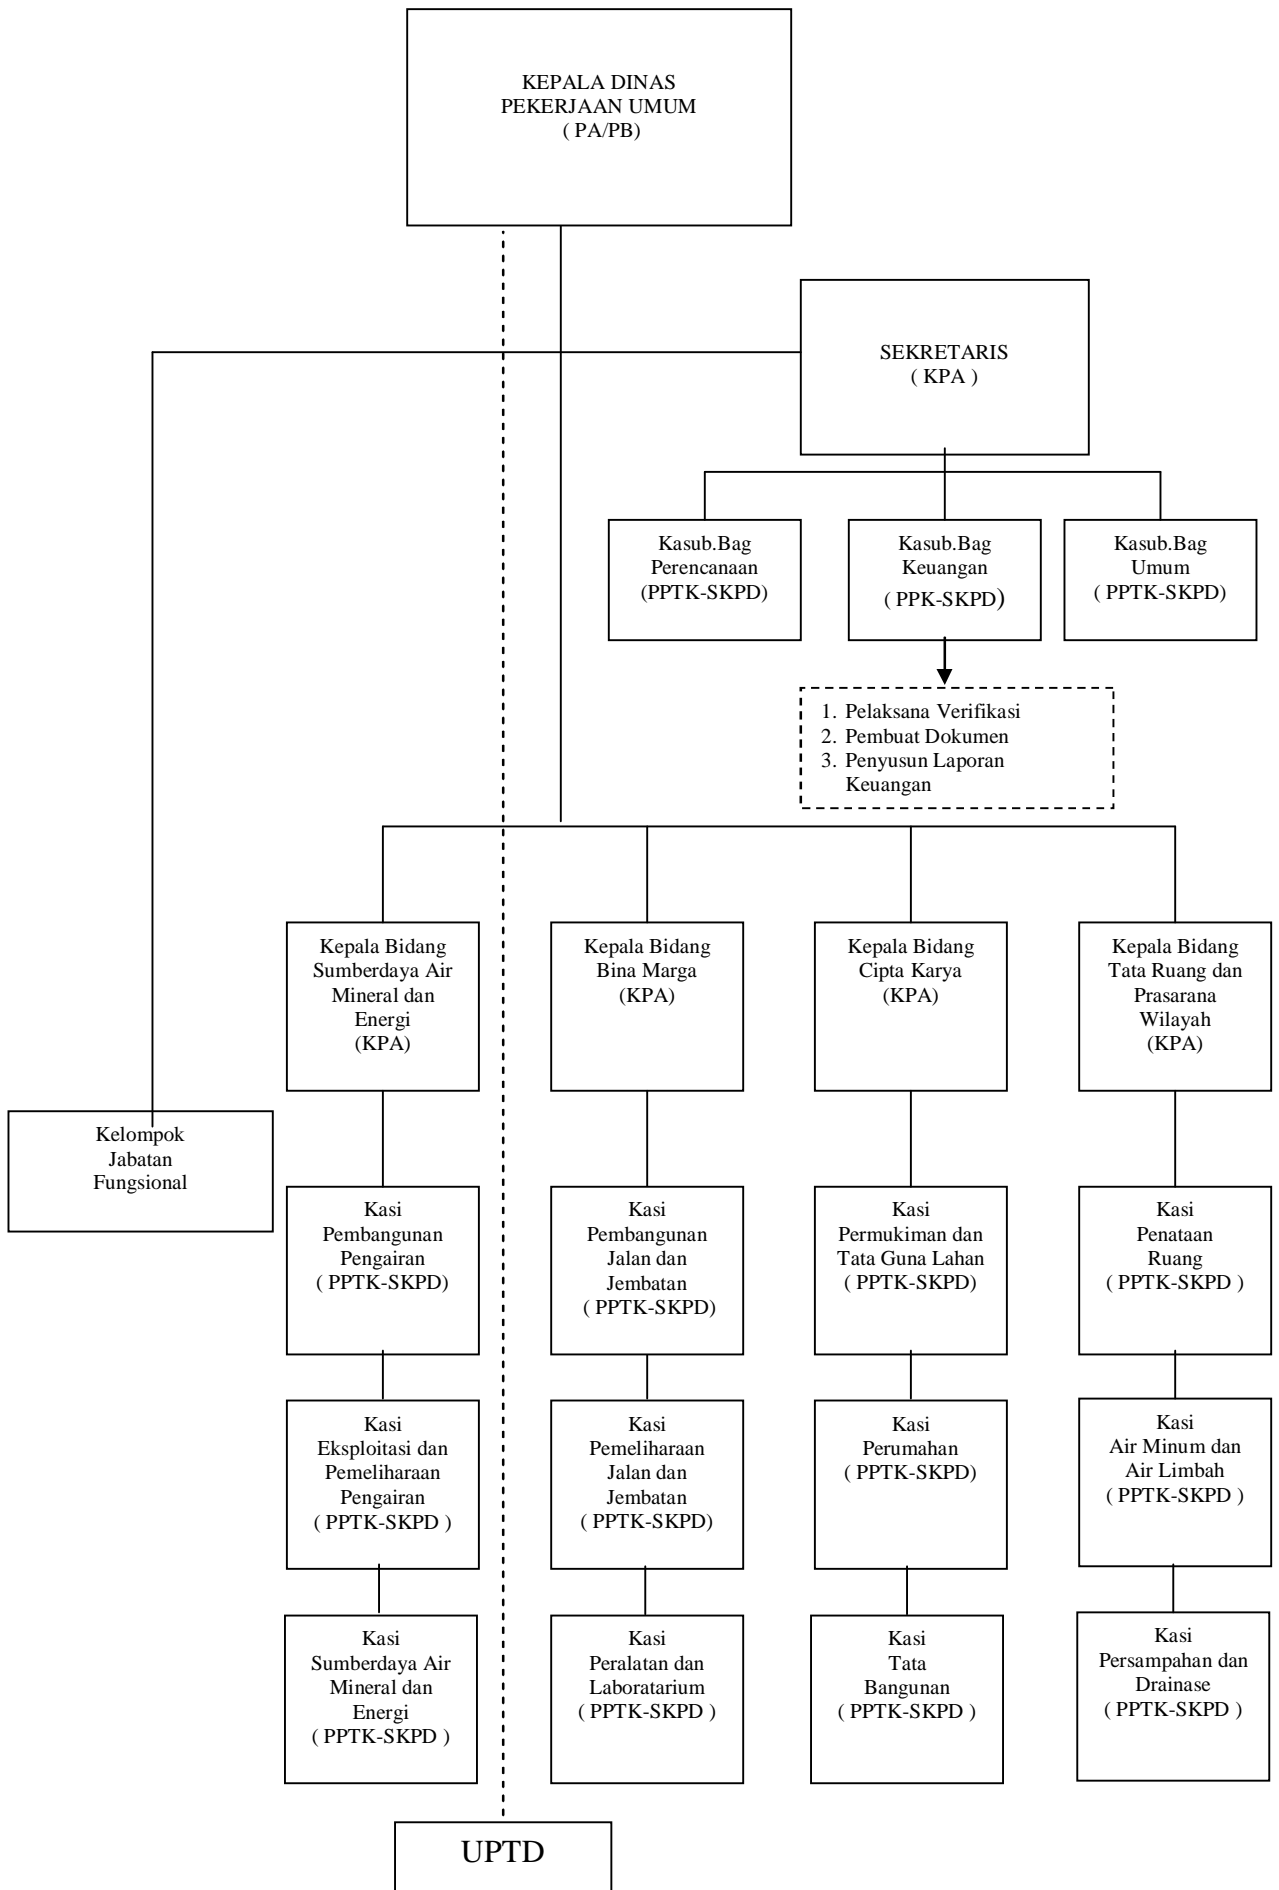 KEPALA DINAS
PEKERJAAN UMUM
( PA/PB)
SEKRETARIS
( KPA )
Kasub.Bag
Perencanaan
(PPTK-SKPD)
Kasub.Bag
Keuangan
( PPK-SKPD)
Kasub.Bag
Umum
( PPTK-SKPD)
1. Pelaksana Verifikasi
2. Pembuat Dokumen
3. Penyusun Laporan
Keuangan
Kepala Bidang
Sumberdaya Air
Mineral dan
Energi
(KPA)
Kepala Bidang
Bina Marga
(KPA)
Kepala Bidang
Cipta Karya
(KPA)
Kepala Bidang
Tata Ruang dan
Prasarana
Wilayah
(KPA)
Kelompok
Jabatan
Fungsional
Kasi
Pembangunan
Pengairan
( PPTK-SKPD)
Kasi
Pembangunan
Jalan dan
Jembatan
( PPTK-SKPD)
Kasi
Permukiman dan
Tata Guna Lahan
( PPTK-SKPD)
Kasi
Penataan
Ruang
( PPTK-SKPD )
Kasi
Eksploitasi dan
Pemeliharaan
Pengairan
( PPTK-SKPD )
Kasi
Pemeliharaan
Jalan dan
Jembatan
( PPTK-SKPD)
Kasi
Perumahan
( PPTK-SKPD)
Kasi
Air Minum dan
Air Limbah
( PPTK-SKPD )
Kasi
Sumberdaya Air
Mineral dan
Energi
( PPTK-SKPD )
Kasi
Peralatan dan
Laboratarium
( PPTK-SKPD )
Kasi
Tata
Bangunan
( PPTK-SKPD )
Kasi
Persampahan dan
Drainase
( PPTK-SKPD )
UPTD